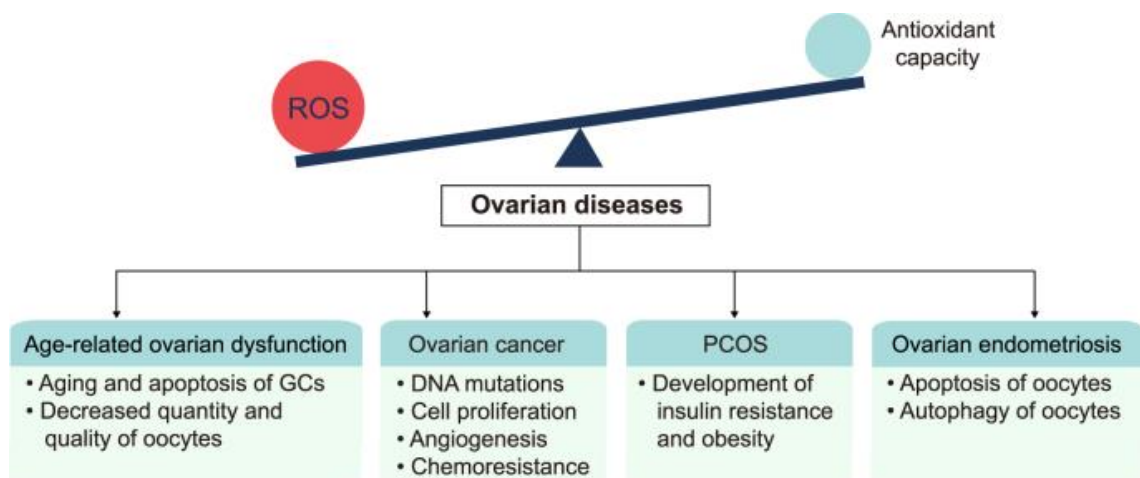 Antioxidant
capacity
ROS
Ovarian diseases
Age-related ovarian dysfunction
• Aging and apoptosis of GCs
• Decreased quantity and
quality of oocytes
Ovarian cancer
• DNA mutations
• Cell proliferation
• Angiogenesis
• Chemoresistance
PCOS
• Development of
insulin resistance
and obesity
Ovarian endometriosis
• Apoptosis of oocytes
• Autophagy of oocytes